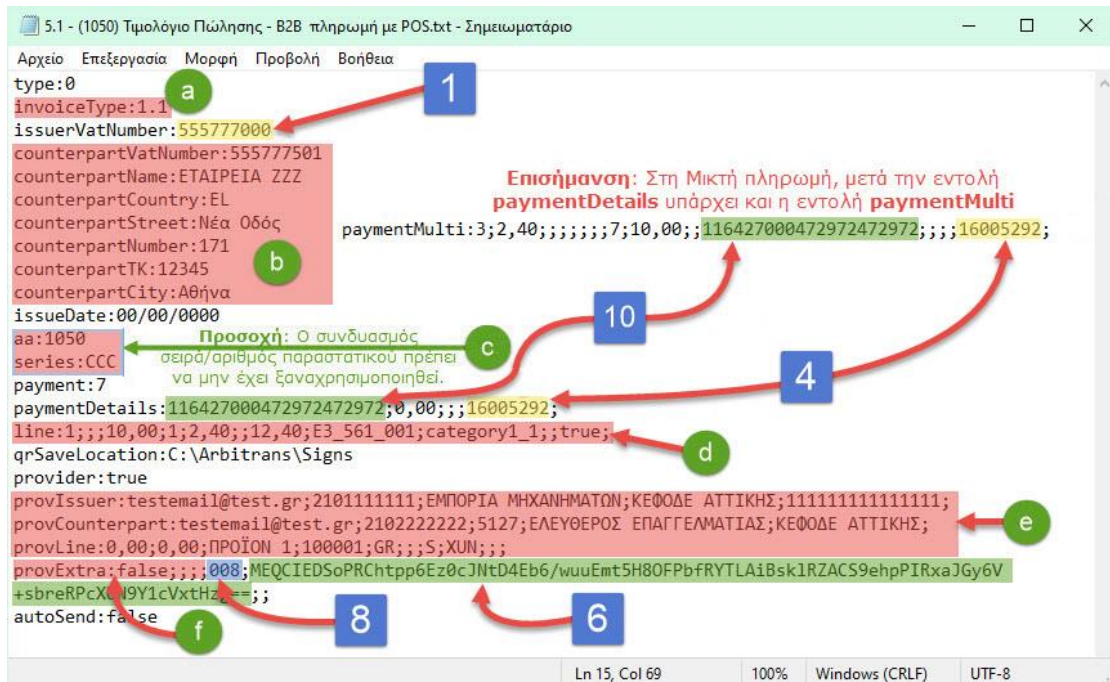 5.1 - (1050) Τιμολόγιο Πώλησης - B2B πληρωμή με POS.txt - Σημειωματάριο
Αρχείο Επεξεργασία Μορφή Προβολή Βοήθεια
type:0
a
1
invoiceType:1.1
issuerVatNumber:555777000
counterpartVatNumber:555777501
counterpartName:ΕΤΑΙΡΕΙΑ ΖΖΖ
counterpartCountry:EL
counterpartStreet:Νέα Οδός
counterpartNumber:171
counterpartTK:12345
counterpartCity:Αθήνα
b
Επισήμανση: Στη Μικτή πληρωμή, μετά την εντολή
paymentDetails υπάρχει και η εντολή paymentMulti
paymentMulti:3;2,40;;;;;;;7;10,00;;116427000472972472972;;;;16005292;
issueDate:00/00/0000
10
aa:1050
series:CCC
Προσοχή: Ο συνδυασμός
σειρά/αριθμός παραστατικού πρέπει
να μην έχει ξαναχρησιμοποιηθεί.
c
4
payment:7
paymentDetails:116427000472972472972;0,00;;;16005292;
line:1;;;10,00;1;2,40;;12,40;E3_561_001;category1_1;;true;
d
qrSaveLocation:C:\Arbitrans\Signs
provider:true
provIssuer:testemail@test.gr;2101111111;ΕΜΠΟΡΙΑ ΜΗΧΑΝΗΜΑΤΩΝ;ΚΕΦΟΔΕ ΑΤΤΙΚΗΣ;111111111111111;
provCounterpart:testemail@test.gr;2102222222;5127;ΕΛΕΥΘΕΡΟΣ ΕΠΑΓΓΕΛΜΑΤΙΑΣ;ΚΕΦΟΔΕ ΑΤΤΙΚΗΣ;
e
provLine:0,00;0,00;ΠΡΟΪΟΝ 1;100001;GR;;;S;XUN;;;
provExtra:false;;;;008;MEQCIEDSoPRChtpp6Ez0cJNtD4Eb6/wuuEmt5H8OFPbfRYTLAiBsk1RZACS9ehpPIRxaJGy6V
autoSend:false
f
8
6
Ln 15, Col 69 100% Windows (CRLF) UTF-8